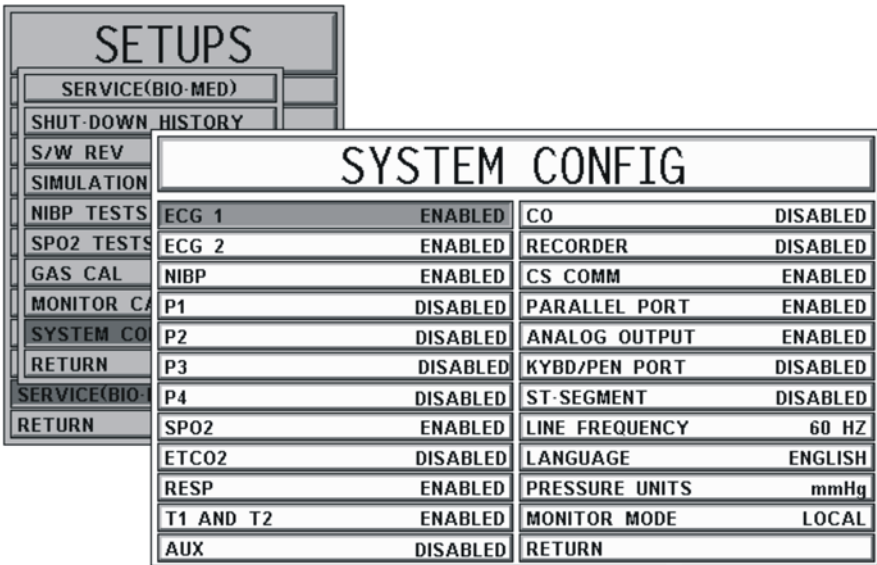 SETUPS
SERVICE(BIO-MED)
SHUT-DOWN HISTORY
S/W REV
SIMULATION
NIBP TESTS
SPO2 TESTS
GAS CAL
MONITOR
SYSTEM
RETURN
RETURN
SYSTEM CONFIG
ECG 1 ENABLED
ECG 2 ENABLED
NIBP ENABLED
P1 DISABLED
P2 DISABLED
P3 DISABLED
P4 DISABLED
SPO2 ENABLED
ETCO2 DISABLED
RESP ENABLED
T1 AND T2 ENABLED
AUX DISABLED
CO DISABLED
RECORDER DISABLED
CS COMM ENABLED
PARALLEL PORT ENABLED
ANALOG OUTPUT ENABLED
KYBD/PEN PORT DISABLED
ST-SEGMENT DISABLED
LINE FREQUENCY 60 HZ
LANGUAGE ENGLISH
PRESSURE UNITS mmHg
MONITOR MODE LOCAL
RETURN